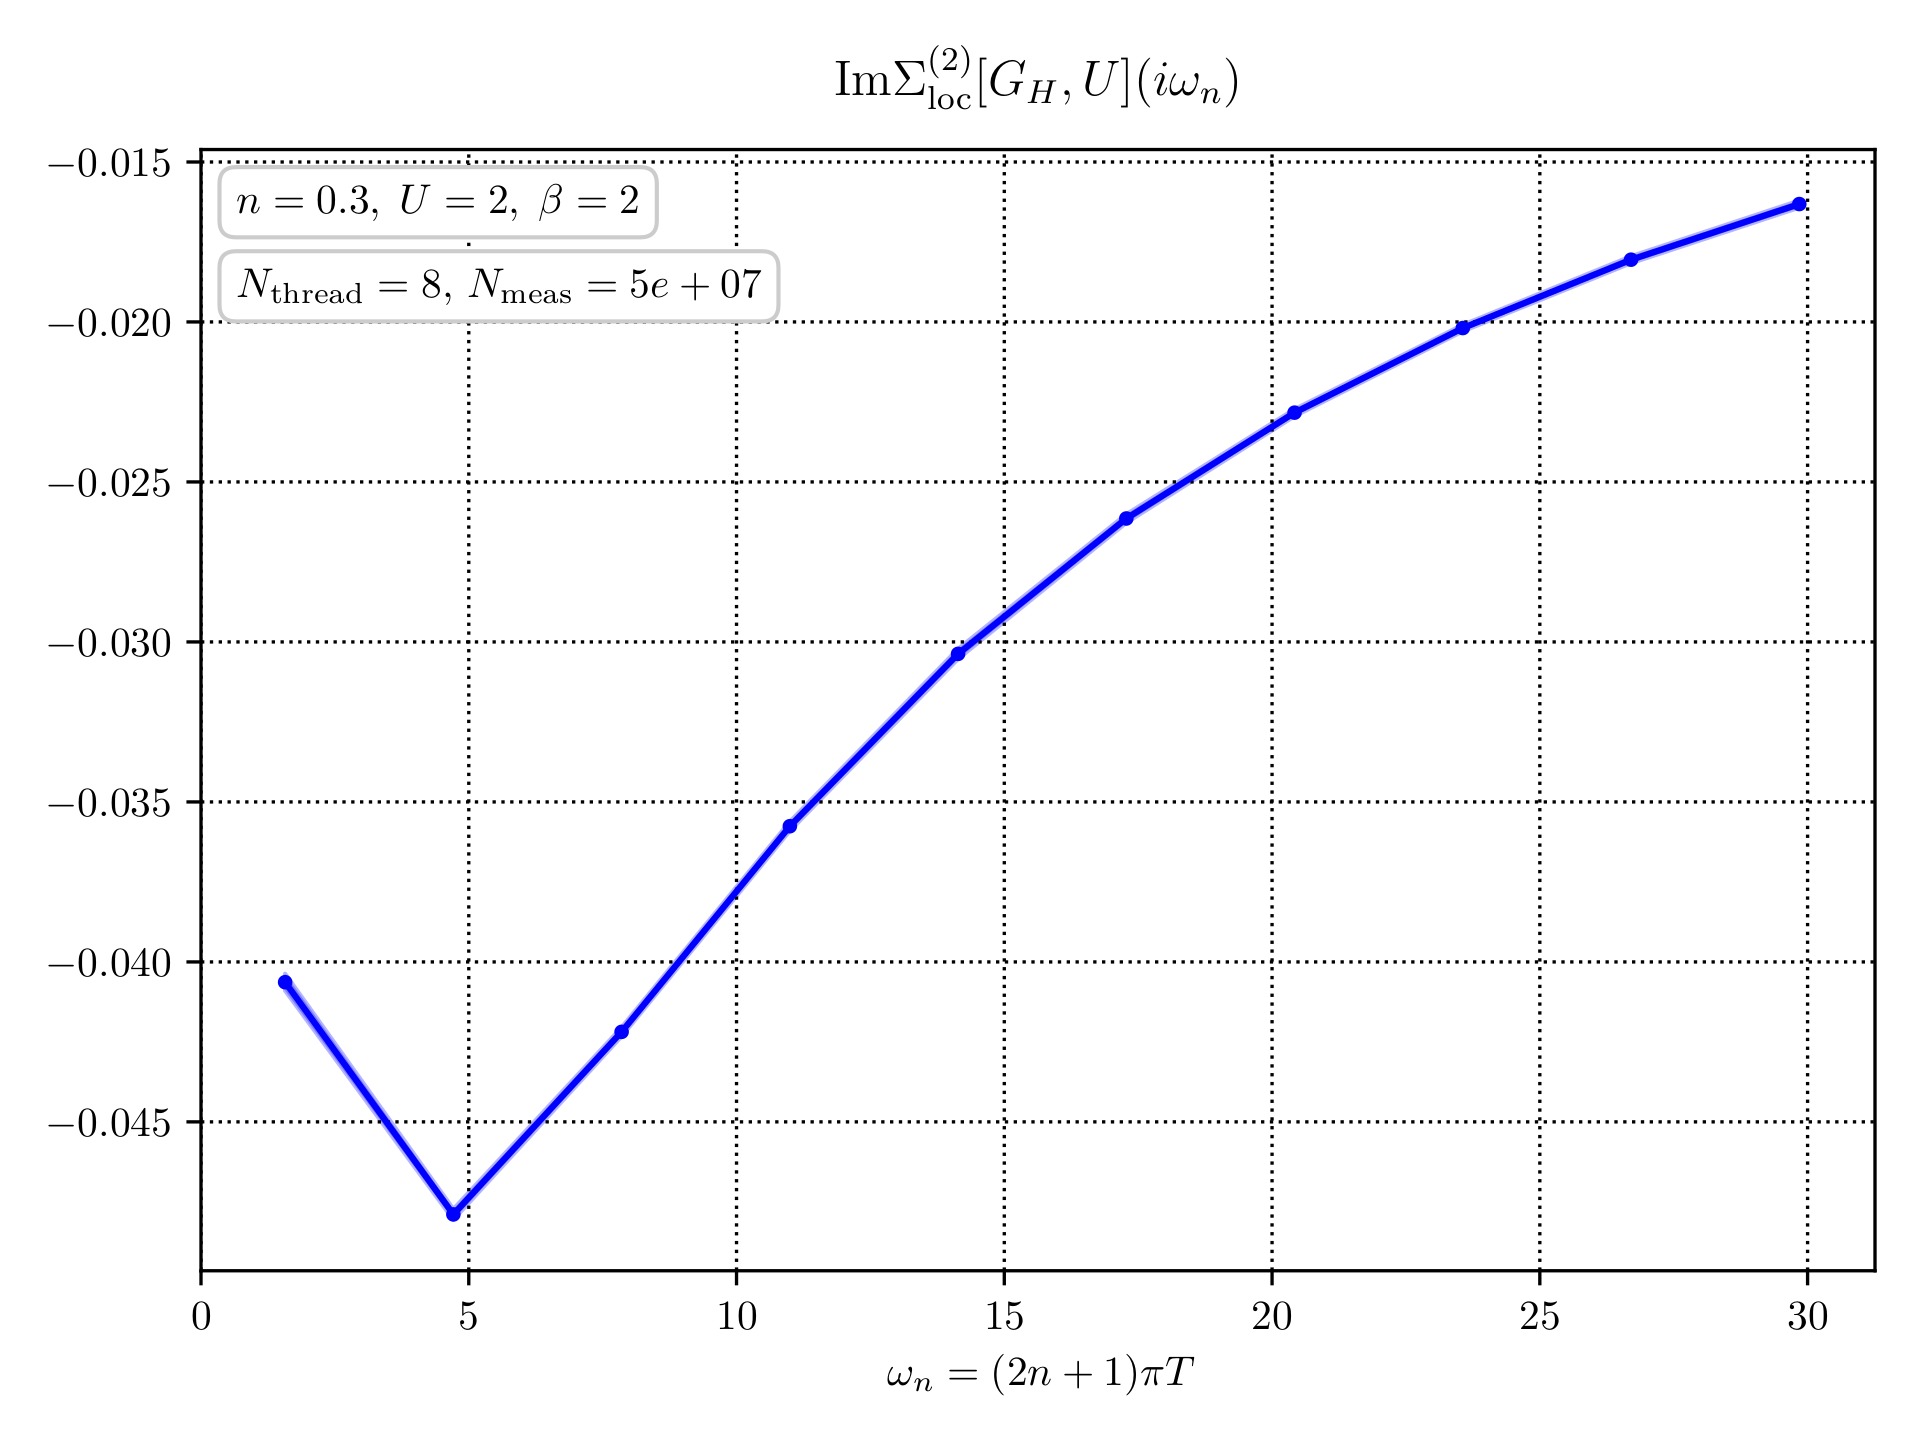 ImΣ_loc^(2)[G_H, U](iω_n)
−0.015
n = 0.3, U = 2, β = 2
N_thread = 8, N_meas = 5e + 07
−0.020
−0.025
−0.030
−0.035
−0.040
−0.045
0 5 10 15 20 25 30
ω_n = (2n + 1)πT